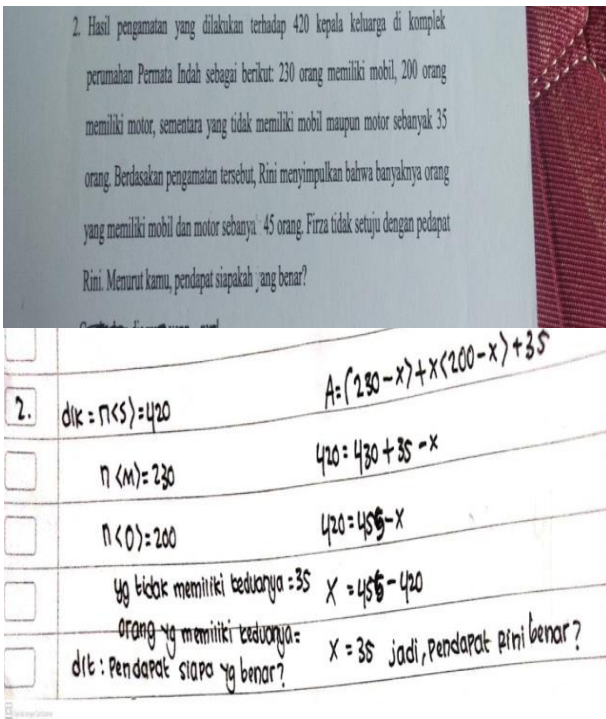 2. Hasil pengamatan yang dilakukan terhadap 420 kepala keluarga di komplek
perumahan Permata Indah sebagai berikut: 230 orang memiliki mobil, 200 orang
memiliki motor, sementara yang tidak memiliki mobil maupun motor sebanyak 35
orang. Berdasakan pengamatan tersebut, Rini menyimpulkan bahwa banyaknya orang
yang memiliki mobil dan motor sebanya 45 orang. Firza tidak setuju dengan pedapat
Rini. Menurut kamu, pendapat siapakah yang benar?
2. dik = n(S) = 420
n(M) = 230
n(O) = 200
yg tidak memiliki keduanya = 35
orang yg memiliki keduanya =
dit : Pendapat siapa yg benar?
A = (230 - x) + x (200 - x) + 35
420 = 430 + 35 - x
420 = 455 - x
x = 455 - 420
x = 35 jadi, Pendapat Rini benar?